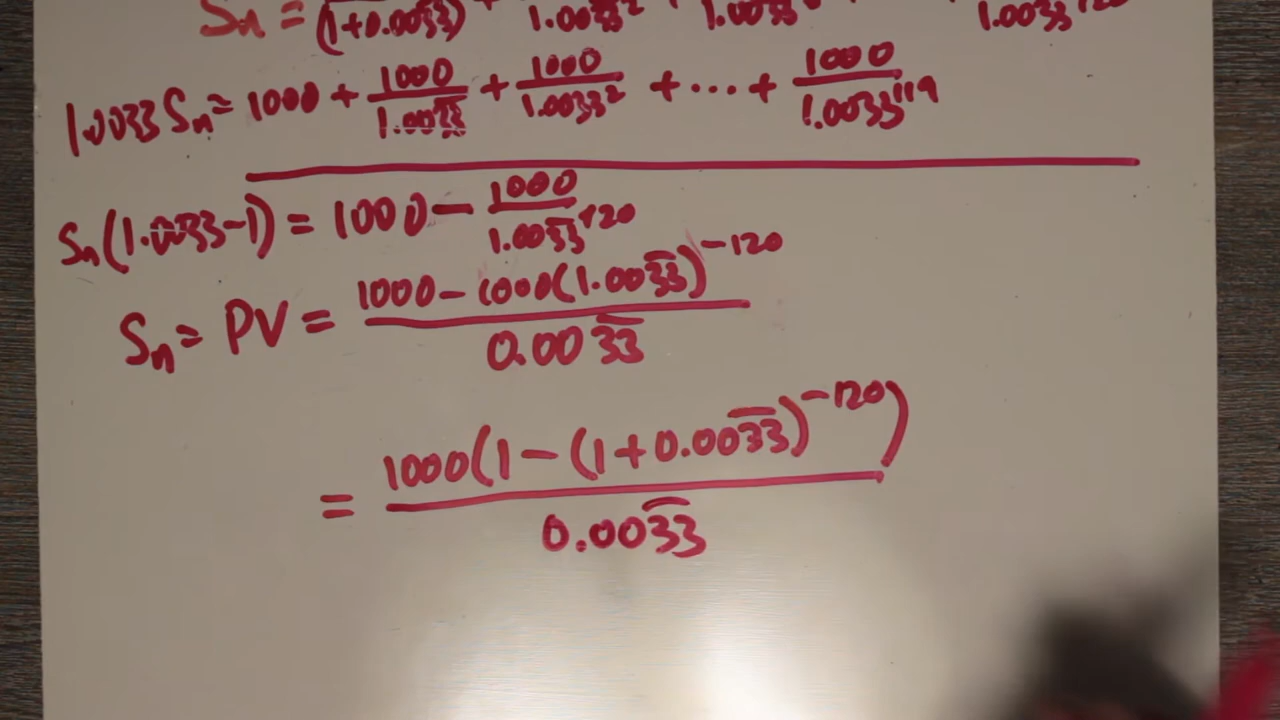 Sn = (1+0.0033) + 1.0033² + 1.0033 + 1.0033¹²⁰
1.0033 Sn = 1000 + 1000/1.0033 + 1000/1.0033² + ... + 1000/1.0033¹¹⁹
Sn(1.0033-1) = 1000 - 1000/1.0033¹²⁰
Sn = PV = 1000 - 1000(1.0033)⁻¹²⁰ / 0.0033
= 1000(1-(1+0.0033)⁻¹²⁰) / 0.0033